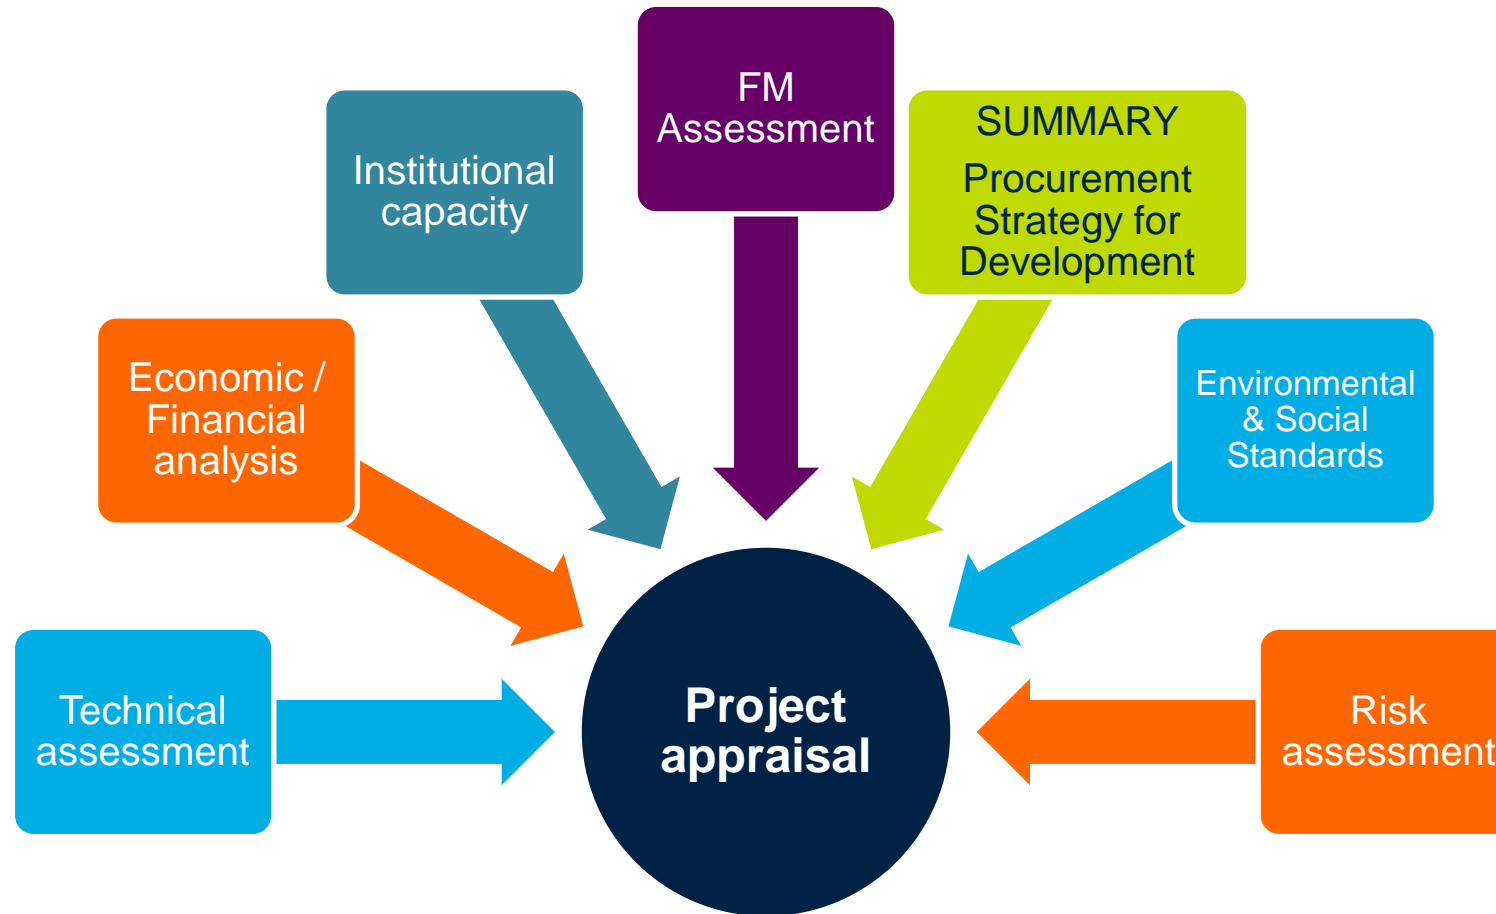 FM
Assessment
SUMMARY
Procurement
Strategy for
Development
Institutional
capacity
Economic /
Financial
analysis
Environmental
& Social
Standards
Technical
assessment
Project
appraisal
Risk
assessment